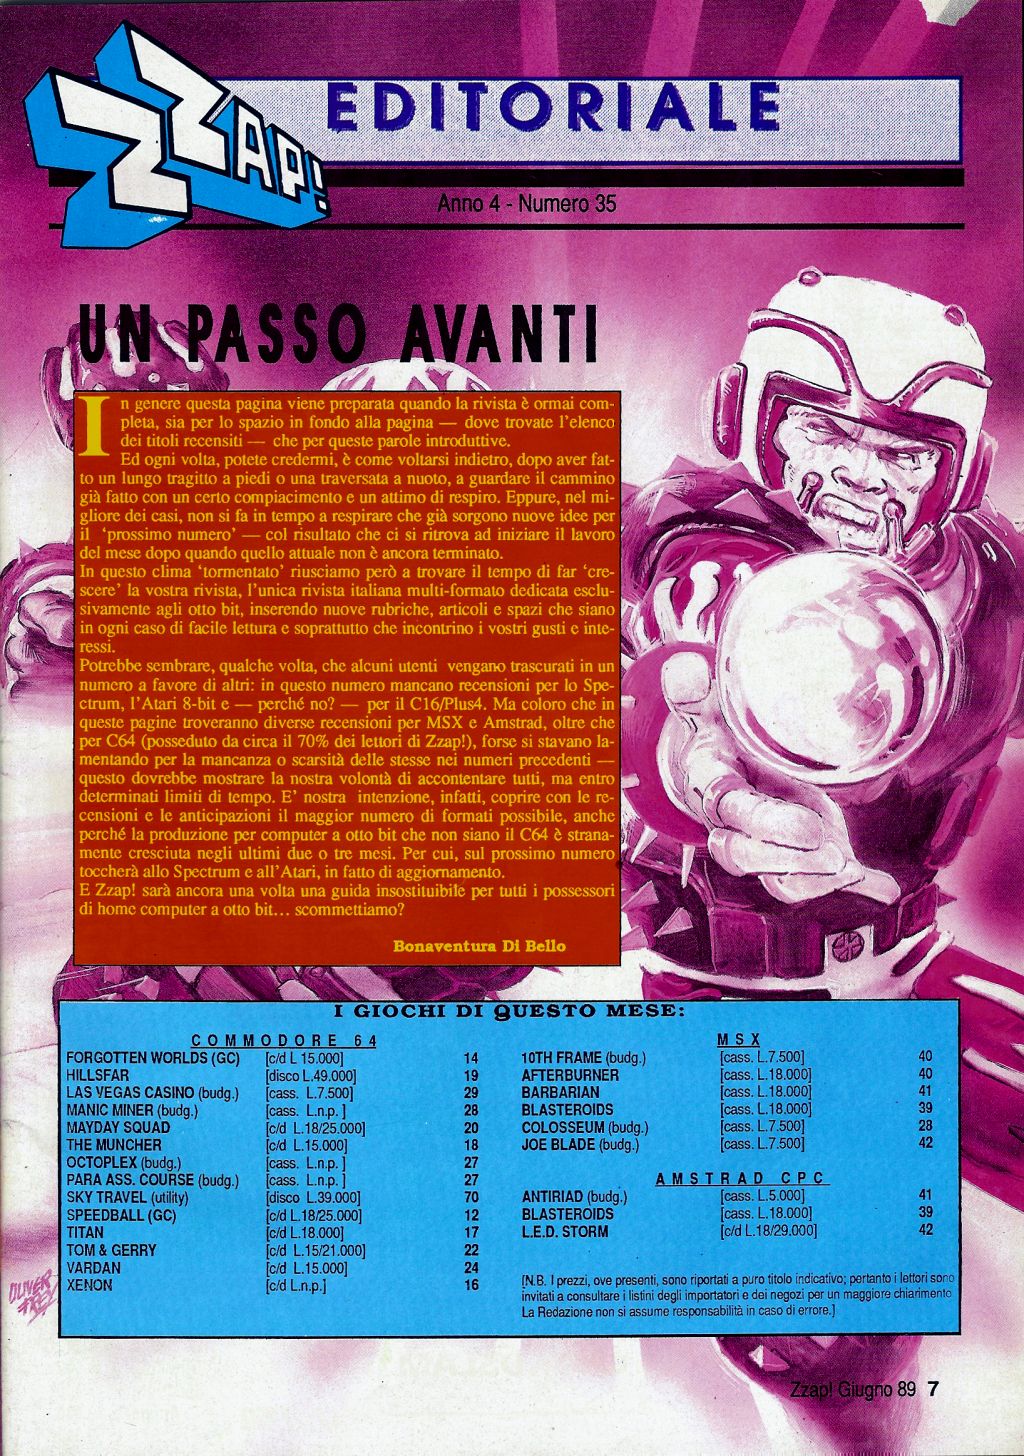 ZZAP!
EDITORIALE
Anno 4 - Numero 35
UN PASSO AVANTI
In genere questa pagina viene preparata quando la rivista è ormai com-
pleta, sia per lo spazio in fondo alla pagina — dove trovate l'elenco
dei titoli recensiti — che per queste parole introduttive.
Ed ogni volta, potete credermi, è come voltarsi indietro, dopo aver fat-
to un lungo tragitto a piedi o una traversata a nuoto, a guardare il cammino
già fatto con un certo compiacimento e un attimo di respiro. Eppure, nel mi-
gliore dei casi, non si fa in tempo a respirare che già sorgono nuove idee per
il 'prossimo numero' — col risultato che ci si ritrova ad iniziare il lavoro
del mese dopo quando quello attuale non è ancora terminato.
In questo clima 'tormentato' riusciamo però a trovare il tempo di far 'cre-
scere' la vostra rivista, l'unica rivista italiana multi-formato dedicata esclu-
sivamente agli otto bit, inserendo nuove rubriche, articoli e spazi che siano
in ogni caso di facile lettura e soprattutto che incontrino i vostri gusti e inte-
ressi.
Potrebbe sembrare, qualche volta, che alcuni utenti vengano trascurati in un
numero a favore di altri: in questo numero mancano recensioni per lo Spe-
ctrum, l'Atari 8-bit e — perché no? — per il C16/Plus4. Ma coloro che in
queste pagine troveranno diverse recensioni per MSX e Amstrad, oltre che
per C64 (posseduto da circa il 70% dei lettori di Zzap!), forse si stavano la-
mentando per la mancanza o scarsità delle stesse nei numeri precedenti —
questo dovrebbe mostrare la nostra volontà di accontentare tutti, ma entro
determinati limiti di tempo. E' nostra intenzione, infatti, coprire con le re-
censioni e le anticipazioni il maggior numero di formati possibile, anche
perché la produzione per computer a otto bit che non siano il C64 è strana-
mente cresciuta negli ultimi due o tre mesi. Per cui, sul prossimo numero
toccherà allo Spectrum e all'Atari, in fatto di aggiornamento.
E Zzap! sarà ancora una volta una guida insostituibile per tutti i possessori
di home computer a otto bit... scommettiamo?
Bonaventura Di Bello
I GIOCHI DI QUESTO MESE:
COMMODORE 64
FORGOTTEN WORLDS (GC) [c/d L 15.000] 14
HILLSFAR [disco L.49.000] 19
LAS VEGAS CASINO (budg.) [cass. L.7.500] 29
MANIC MINER (budg.) [cass. L.n.p. ] 28
MAYDAY SQUAD [c/d L.18/25.000] 20
THE MUNCHER [c/d L.15.000] 18
OCTOPLEX (budg.) [cass. L.n.p. ] 27
PARA ASS. COURSE (budg.) [cass. L.n.p. ] 27
SKY TRAVEL (utility) [disco L.39.000] 70
SPEEDBALL (GC) [c/d L.18/25.000] 12
TITAN [c/d L.18.000] 17
TOM & GERRY [c/d L.15/21.000] 22
VARDAN [c/d L.15.000] 24
XENON [c/d L.n.p.] 16
MSX
10TH FRAME (budg.) [cass. L.7.500] 40
AFTERBURNER [cass. L.18.000] 40
BARBARIAN [cass. L.18.000] 41
BLASTEROIDS [cass. L.18.000] 39
COLOSSEUM (budg.) [cass. L.7.500] 28
JOE BLADE (budg.) [cass. L.7.500] 42
AMSTRAD CPC
ANTIRIAD (budg.) [cass. L.5.000] 41
BLASTEROIDS [cass. L.18.000] 39
L.E.D. STORM [c/d L.18/29.000] 42
[N.B. I prezzi, ove presenti, sono riportati a puro titolo indicativo; pertanto i lettori sono
invitati a consultare i listini degli importatori e dei negozi per un maggiore chiarimento
La Redazione non si assume responsabilità in caso di errore.]
OLIVER
FREY
Zzap! Giugno 89 7